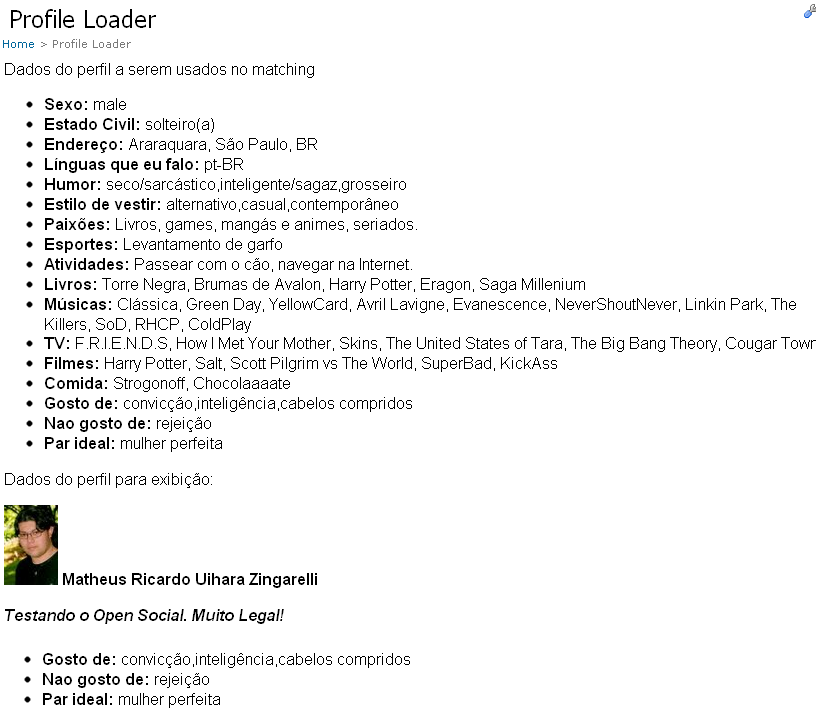 Profile Loader
Home > Profile Loader
Dados do perfil a serem usados no matching
• Sexo: male
• Estado Civil: solteiro(a)
• Endereço: Araraquara, São Paulo, BR
• Línguas que eu falo: pt-BR
• Humor: seco/sarcástico,inteligente/sagaz,grosseiro
• Estilo de vestir: alternativo,casual,contemporâneo
• Paixões: Livros, games, mangás e animes, seriados.
• Esportes: Levantamento de garfo
• Atividades: Passear com o cão, navegar na Internet.
• Livros: Torre Negra, Brumas de Avalon, Harry Potter, Eragon, Saga Millenium
• Músicas: Clássica, Green Day, YellowCard, Avril Lavigne, Evanescence, NeverShoutNever, Linkin Park, The
Killers, SoD, RHCP, ColdPlay
• TV: F.R.I.E.N.D.S, How I Met Your Mother, Skins, The United States of Tara, The Big Bang Theory, Cougar Town
• Filmes: Harry Potter, Salt, Scott Pilgrim vs The World, SuperBad, KickAss
• Comida: Strogonoff, Chocolaaaate
• Gosto de: convicção,inteligência,cabelos compridos
• Nao gosto de: rejeição
• Par ideal: mulher perfeita
Dados do perfil para exibição:
Matheus Ricardo Uihara Zingarelli
Testando o Open Social. Muito Legal!
• Gosto de: convicção,inteligência,cabelos compridos
• Nao gosto de: rejeição
• Par ideal: mulher perfeita